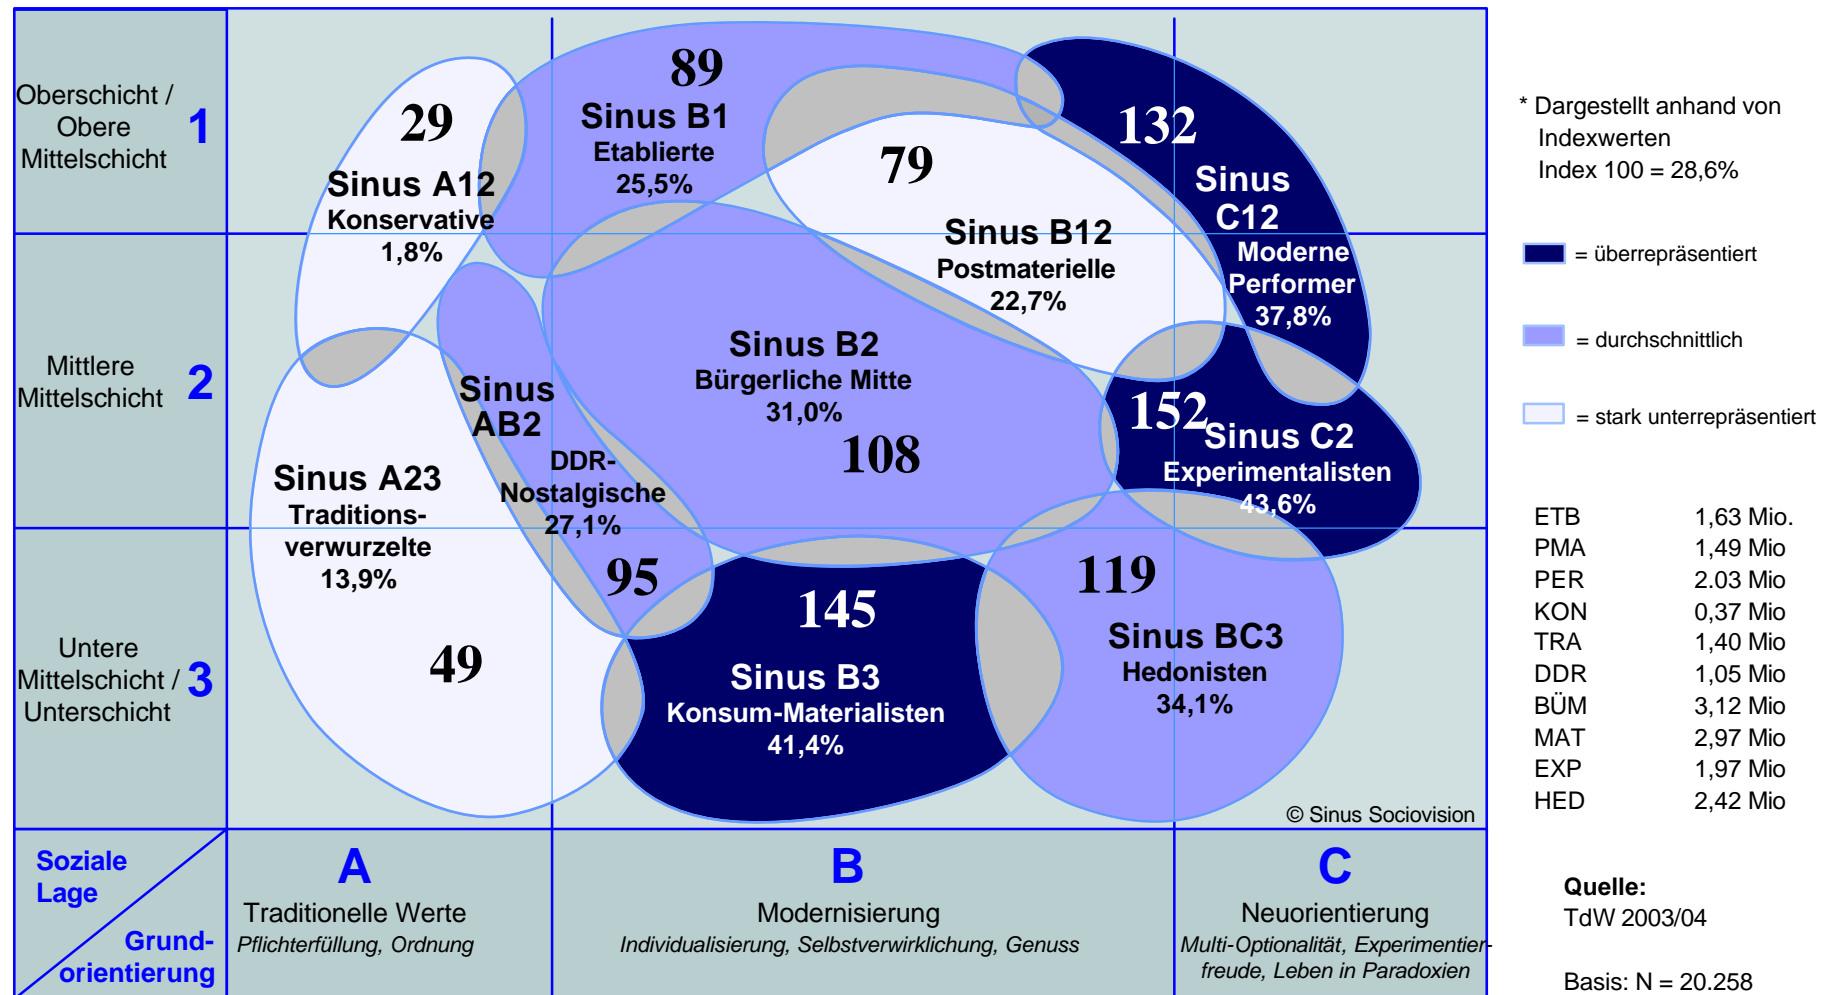 Oberschicht /
Obere
Mittelschicht
1
Mittlere
Mittelschicht
2
Untere
Mittelschicht /
Unterschicht
3
29
Sinus A12
Konservative
1,8%
89
Sinus B1
Etablierte
25,5%
79
Sinus B12
Postmaterielle
22,7%
132
Sinus
C12
Moderne
Performer
37,8%
Sinus A23
Traditions-
verwurzelte
13,9%
49
Sinus
AB2
DDR-
Nostalgische
27,1%
95
Sinus B2
Bürgerliche Mitte
31,0%
108
152
Sinus C2
Experimentalisten
43,6%
145
Sinus B3
Konsum-Materialisten
41,4%
119
Sinus BC3
Hedonisten
34,1%
© Sinus Sociovision
Soziale
Lage
Grund-
orientierung
A
Traditionelle Werte
Pflichterfüllung, Ordnung
B
Modernisierung
Individualisierung, Selbstverwirklichung, Genuss
C
Neuorientierung
Multi-Optionalität, Experimentier-
freude, Leben in Paradoxien
* Dargestellt anhand von
Indexwerten
Index 100 = 28,6%
= überrepräsentiert
= durchschnittlich
= stark unterrepräsentiert
ETB 1,63 Mio.
PMA 1,49 Mio
PER 2.03 Mio
KON 0,37 Mio
TRA 1,40 Mio
DDR 1,05 Mio
BÜM 3,12 Mio
MAT 2,97 Mio
EXP 1,97 Mio
HED 2,42 Mio
Quelle:
TdW 2003/04
Basis: N = 20.258